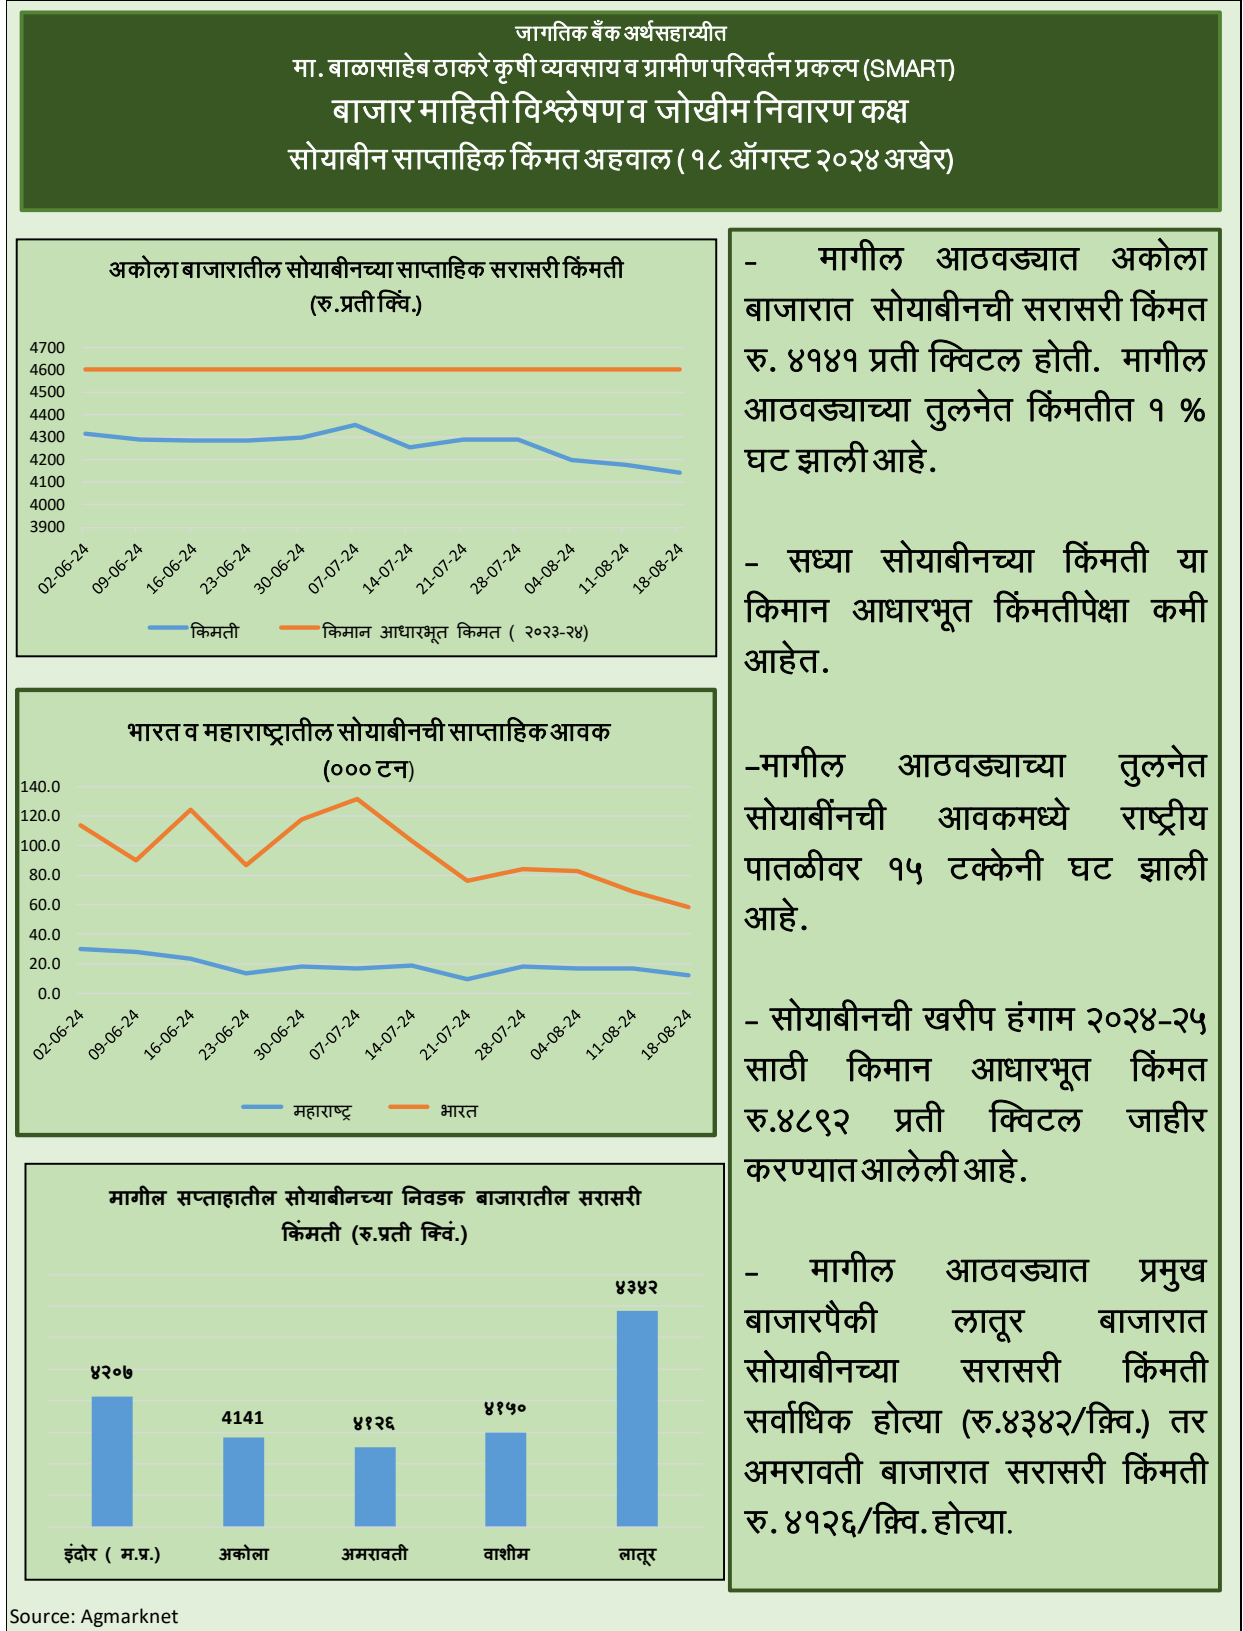 जागतिक बँक अर्थसहाय्यीत
मा. बाळासाहेब ठाकरे कृषी व्यवसाय व ग्रामीण परिवर्तन प्रकल्प (SMART)
बाजार माहिती विश्लेषण व जोखीम निवारण कक्ष
सोयाबीन साप्ताहिक किंमत अहवाल ( १८ ऑगस्ट २०२४ अखेर)
अकोला बाजारातील सोयाबीनच्या साप्ताहिक सरासरी किंमती
(रु.प्रती क्विं.)
4700
4600
4500
4400
4300
4200
4100
4000
3900
02-06-24
09-06-24
16-06-24
23-06-24
30-06-24
07-07-24
14-07-24
21-07-24
28-07-24
04-08-24
11-08-24
18-08-24
किमती
किमान आधारभूत किमत ( २०२३-२४)
भारत व महाराष्ट्रातील सोयाबीनची साप्ताहिक आवक
(००० टन)
140.0
120.0
100.0
80.0
60.0
40.0
20.0
0.0
02-06-24
09-06-24
16-06-24
23-06-24
30-06-24
07-07-24
14-07-24
21-07-24
28-07-24
04-08-24
11-08-24
18-08-24
महाराष्ट्र
भारत
मागील सप्ताहातील सोयाबीनच्या निवडक बाजारातील सरासरी
किंमती (रु.प्रती क्विं.)
४२०७
4141
४१२६
४१५०
४३४२
इंदोर ( म.प्र.)
अकोला
अमरावती
वाशीम
लातूर
- मागील आठवड्यात अकोला
बाजारात सोयाबीनची सरासरी किंमत
रु. ४१४१ प्रती क्विटल होती. मागील
आठवड्याच्या तुलनेत किंमतीत १ %
घट झाली आहे.
- सध्या सोयाबीनच्या किंमती या
किमान आधारभूत किंमतीपेक्षा कमी
आहेत.
-मागील आठवड्याच्या तुलनेत
सोयाबींनची आवकमध्ये राष्ट्रीय
पातळीवर १५ टक्केनी घट झाली
आहे.
- सोयाबीनची खरीप हंगाम २०२४-२५
साठी किमान आधारभूत किंमत
रु.४८९२ प्रती क्विटल जाहीर
करण्यात आलेली आहे.
- मागील आठवड्यात प्रमुख
बाजारपैकी लातूर बाजारात
सोयाबीनच्या सरासरी किंमती
सर्वाधिक होत्या (रु.४३४२/क़्वि.) तर
अमरावती बाजारात सरासरी किंमती
रु. ४१२६/क़्वि. होत्या.
Source: Agmarknet